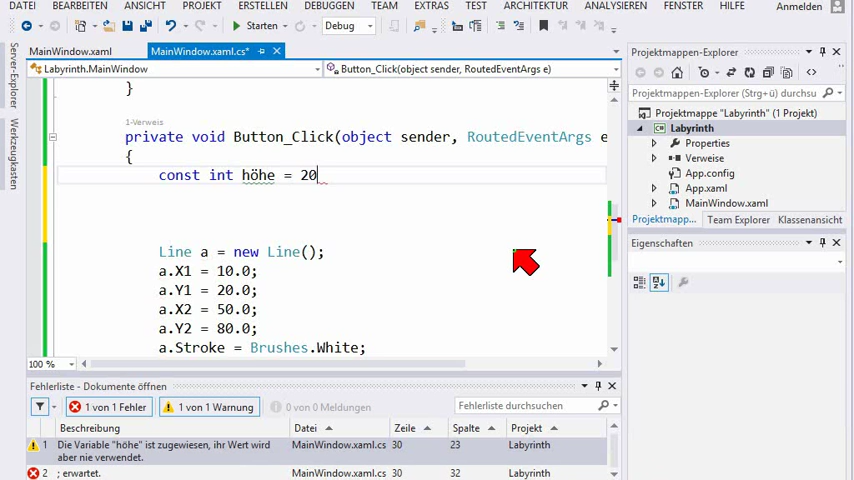 DATEI BEARBEITEN ANSICHT PROJEKT ERSTELLEN DEBUGGEN TEAM EXTRAS TEST ARCHITECTURE ANALYSIEREN FENSTER HILFE Anmelden
Starten Debug
MainWindow.xaml MainWindow.xaml.cs*
Labyrinth.MainWindow Button_Click(object sender, RoutedEventArgs e)
}
1-Verweis
private void Button_Click(object sender, RoutedEventArgs e
{
const int höhe = 20
Line a = new Line();
a.X1 = 10.0;
a.Y1 = 20.0;
a.X2 = 50.0;
a.Y2 = 80.0;
a.Stroke = Brushes.White;
100 %
Server-Explorer
Werkzeugkasten
Projektmappen-Explorer
Projektmappen-Explorer (Strg+ü) durchsu
Projektmappe "Labyrinth" (1 Projekt)
Labyrinth
Properties
Verweise
App.config
App.xaml
MainWindow.xaml
Projektmapp... Team Explorer Klassenansicht
Eigenschaften
Fehlerliste - Dokumente öffnen
1 von 1 Fehler 1 von 1 Warnung 0 von 0 Meldungen Fehlerliste durchsuchen
Beschreibung Datei Zeile Spalte Projekt
1 Die Variable "höhe" ist zugewiesen, ihr Wert wird aber nie verwendet. MainWindow.xaml.cs 30 23 Labyrinth
2 ; erwartet. MainWindow.xaml.cs 30 32 Labyrinth